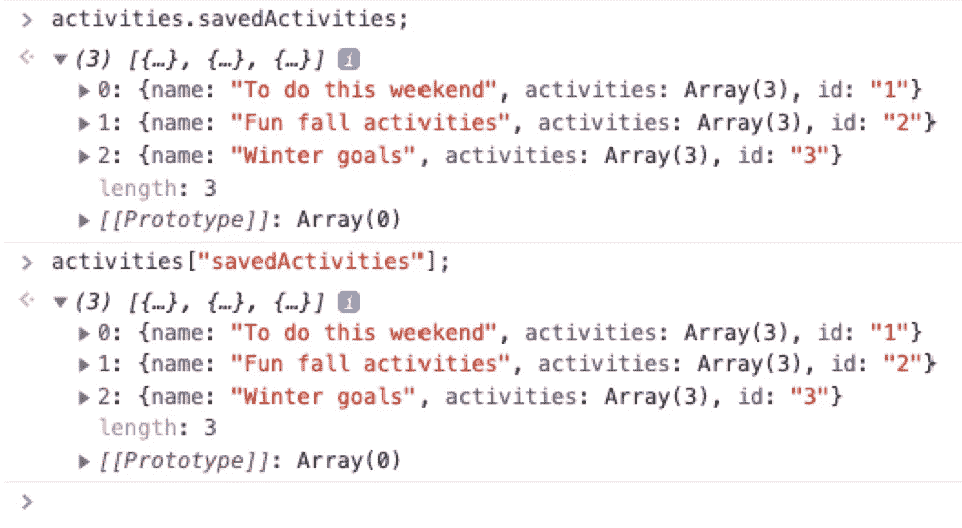 > activities.savedActivities;
<· ▼ (3) [{…}, {…}, {…}] i
▶ 0: {name: "To do this weekend", activities: Array(3), id: "1"}
▶ 1: {name: "Fun fall activities", activities: Array(3), id: "2"}
▶ 2: {name: "Winter goals", activities: Array(3), id: "3"}
length: 3
▶ [[Prototype]]: Array(0)
> activities["savedActivities"];
<· ▼ (3) [{…}, {…}, {…}] i
▶ 0: {name: "To do this weekend", activities: Array(3), id: "1"}
▶ 1: {name: "Fun fall activities", activities: Array(3), id: "2"}
▶ 2: {name: "Winter goals", activities: Array(3), id: "3"}
length: 3
▶ [[Prototype]]: Array(0)
>